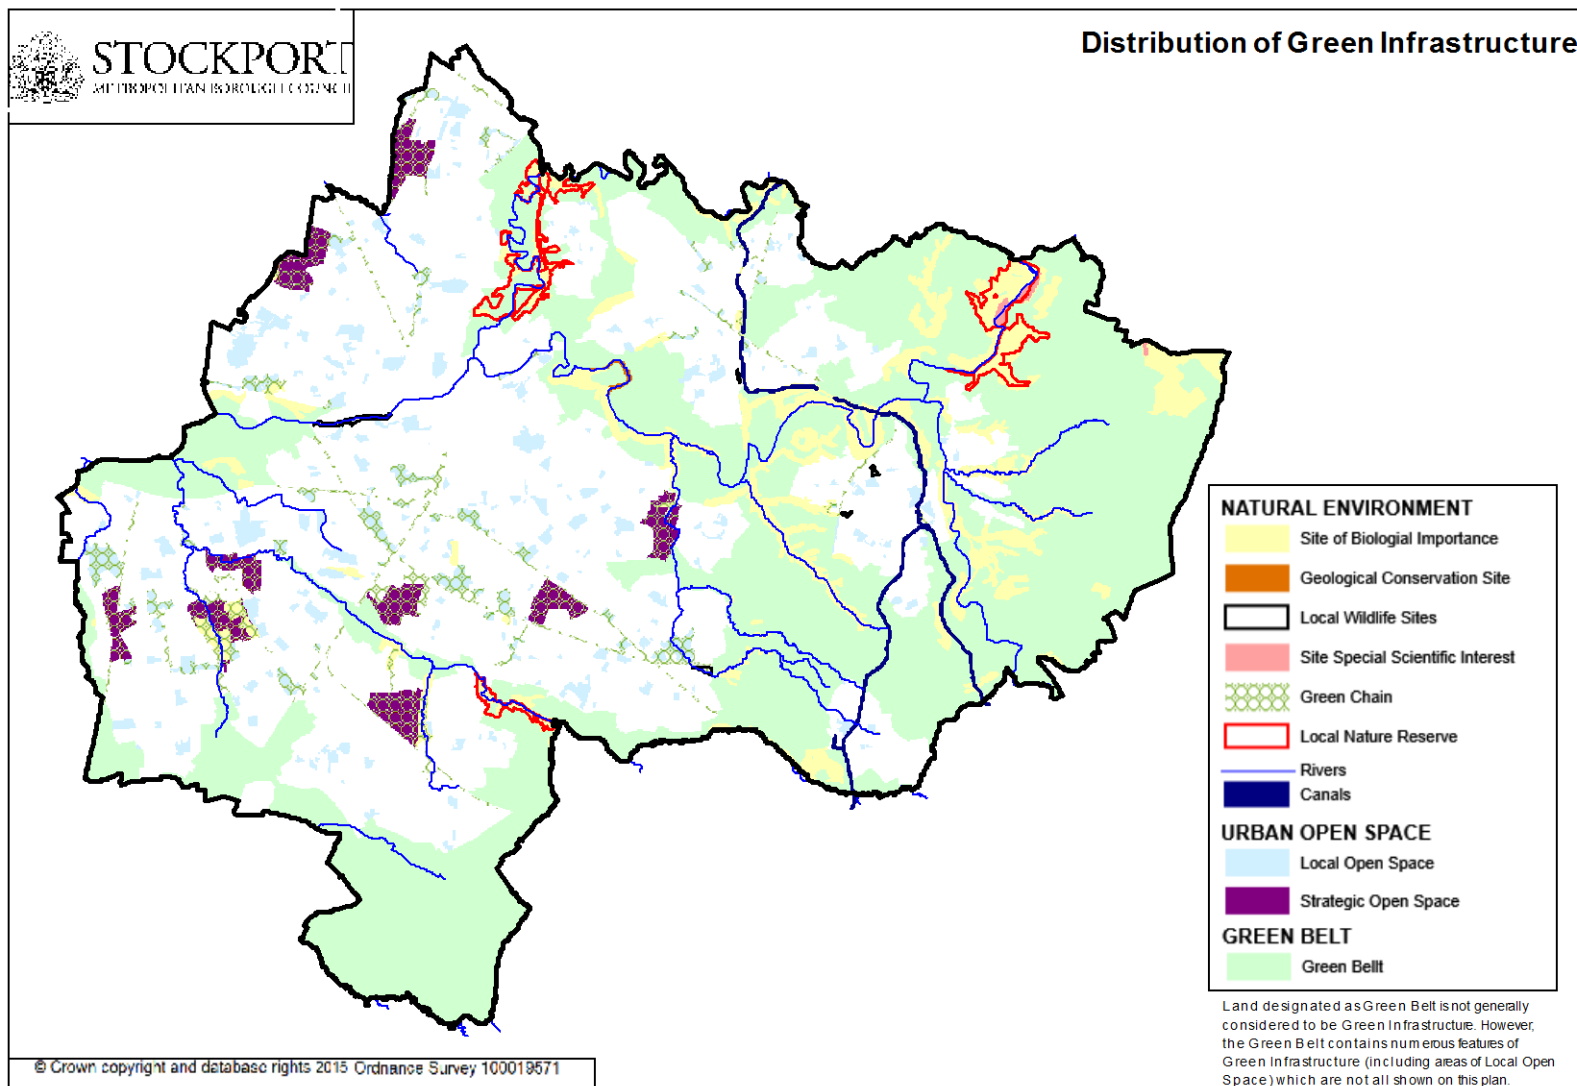 STOCKPORT
METROPOLITAN BOROUGH COUNCIL
Distribution of Green Infrastructure
NATURAL ENVIRONMENT
Site of Biologial Importance
Geological Conservation Site
Local Wildlife Sites
Site Special Scientific Interest
Green Chain
Local Nature Reserve
Rivers
Canals
URBAN OPEN SPACE
Local Open Space
Strategic Open Space
GREEN BELT
Green Bellt
Land designated as Green Belt is not generally
considered to be Green Infrastructure. However,
the Green Belt contains numerous features of
Green Infrastructure (including areas of Local Open
Space) which are not all shown on this plan.
© Crown copyright and database rights 2015 Ordnance Survey 100019571